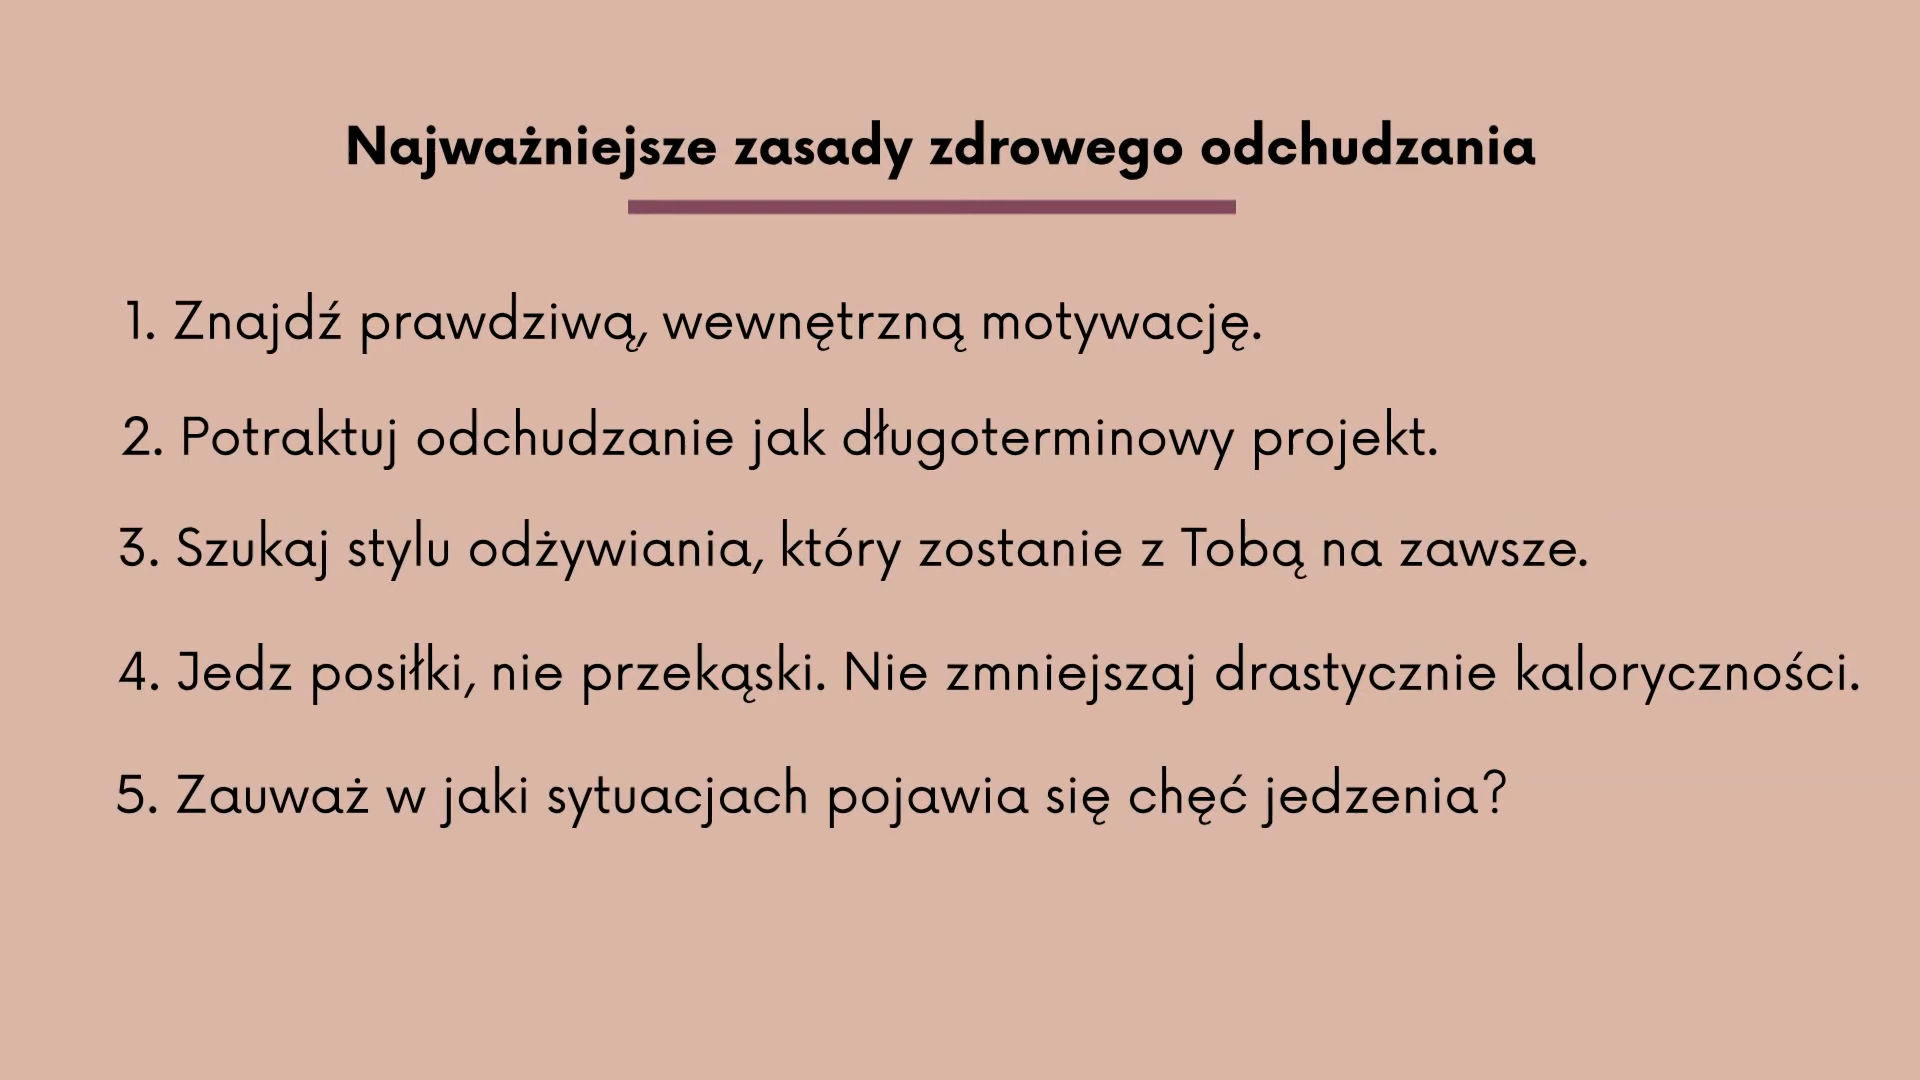 Najważniejsze zasady zdrowego odchudzania
1. Znajdź prawdziwą, wewnętrzną motywację.
2. Potraktuj odchudzanie jak długoterminowy projekt.
3. Szukaj stylu odżywiania, który zostanie z Tobą na zawsze.
4. Jedz posiłki, nie przekąski. Nie zmniejszaj drastycznie kaloryczności.
5. Zauważ w jaki sytuacjach pojawia się chęć jedzenia?